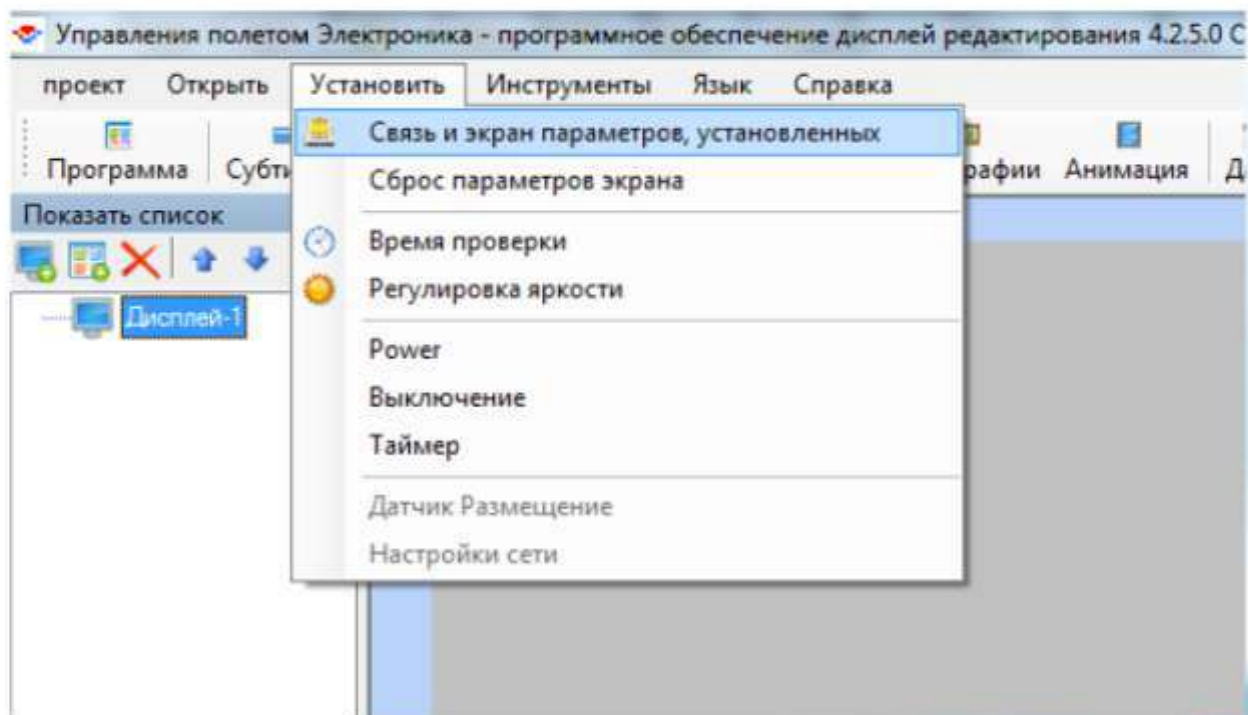 Управления полетом Электроника - программное обеспечение дисплей редактирования 4.2.5.0 С
проект Открыть Установить Инструменты Язык Справка
Программа
Анимация
Показать список
Дисплей-1
Связь и экран параметров, установленных
Сброс параметров экрана
Время проверки
Регулировка яркости
Power
Выключение
Таймер
Датчик Размещение
Настройки сети